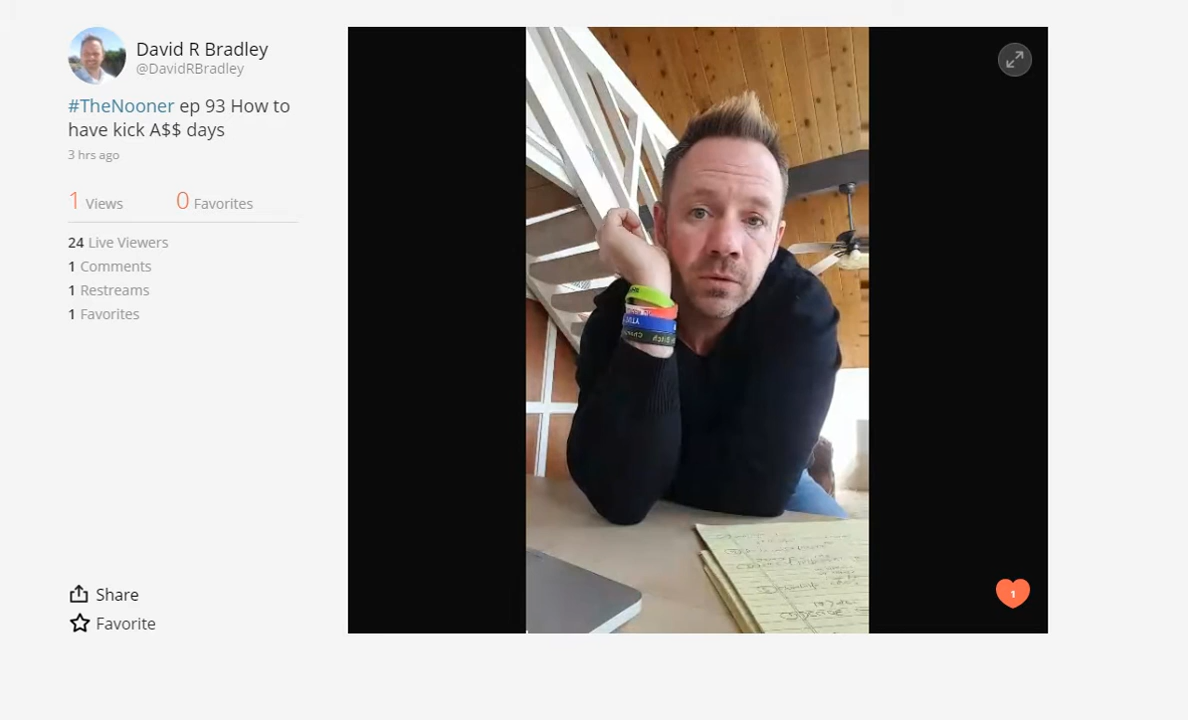 David R Bradley
@DavidRBradley
#TheNooner ep 93 How to
have kick A$$ days
3 hrs ago
1 Views
0 Favorites
24 Live Viewers
1 Comments
1 Restreams
1 Favorites
Share
Favorite
1